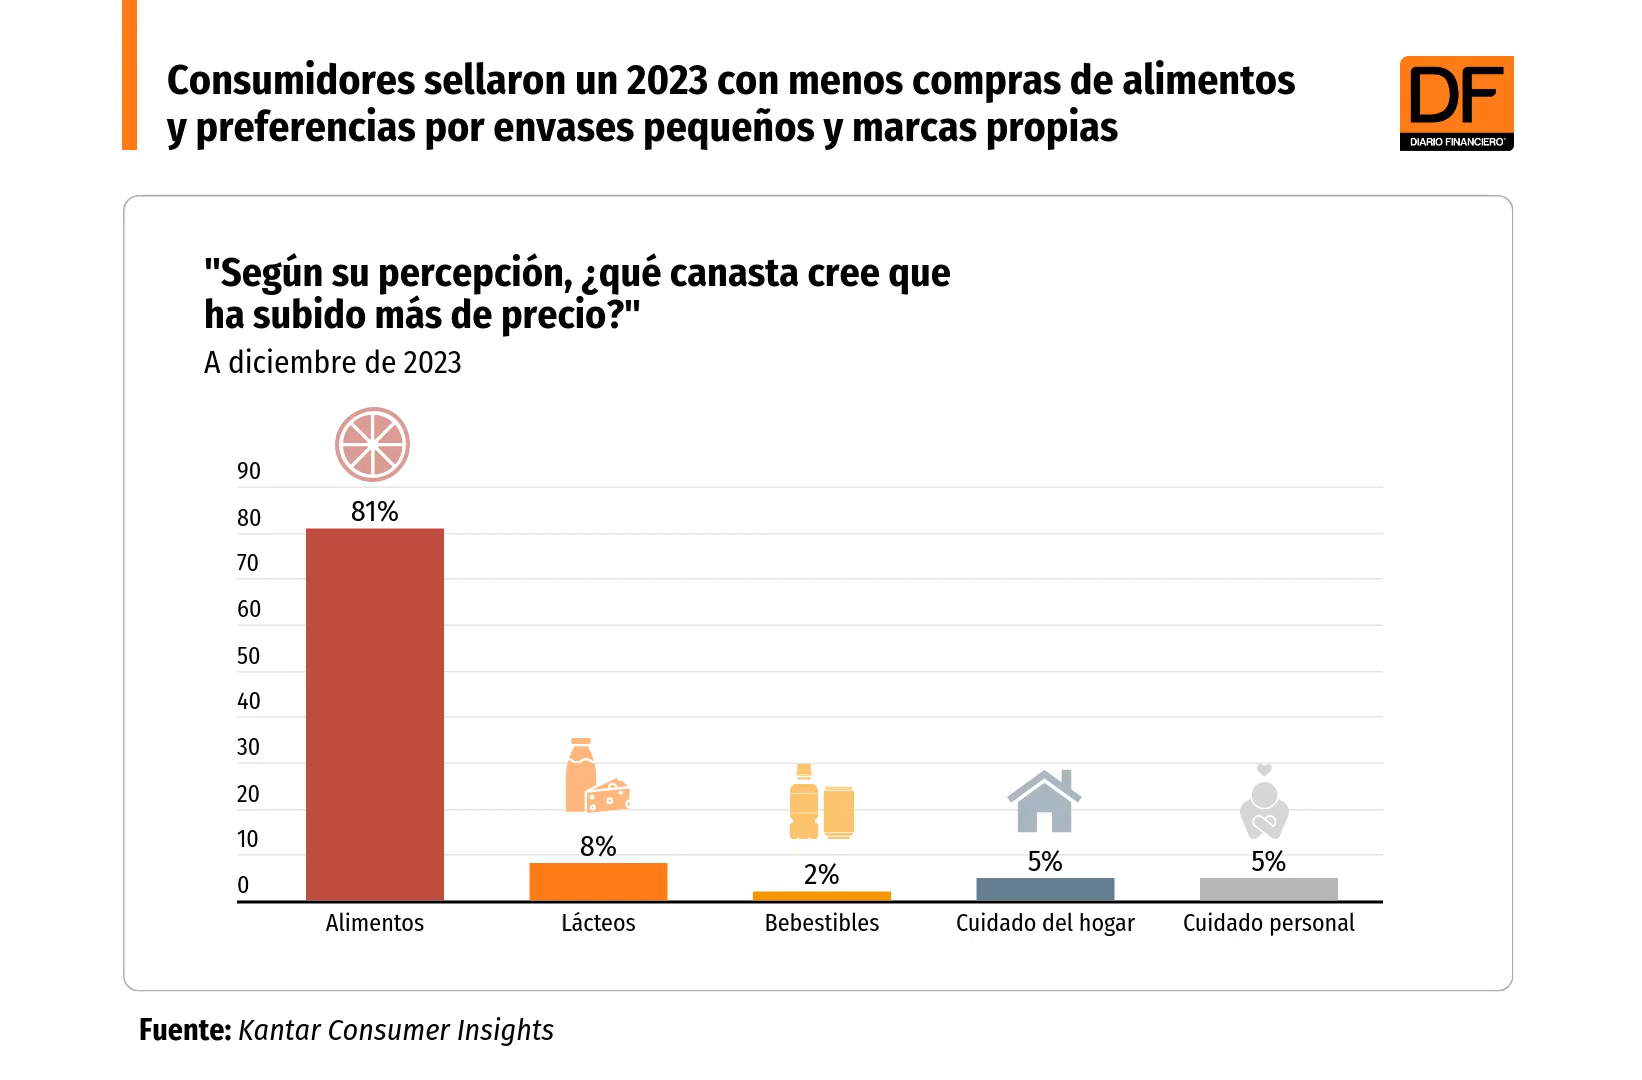 Consumidores sellaron un 2023 con menos compras de alimentos
y preferencias por envases pequeños y marcas propias
DF
DIARIO FINANCIERO
"Según su percepción, ¿qué canasta cree que
ha subido más de precio?"
A diciembre de 2023
90
80
70
60
50
40
30
20
10
0
81%
8%
2%
5%
5%
Alimentos
Lácteos
Bebestibles
Cuidado del hogar
Cuidado personal
Fuente: Kantar Consumer Insights